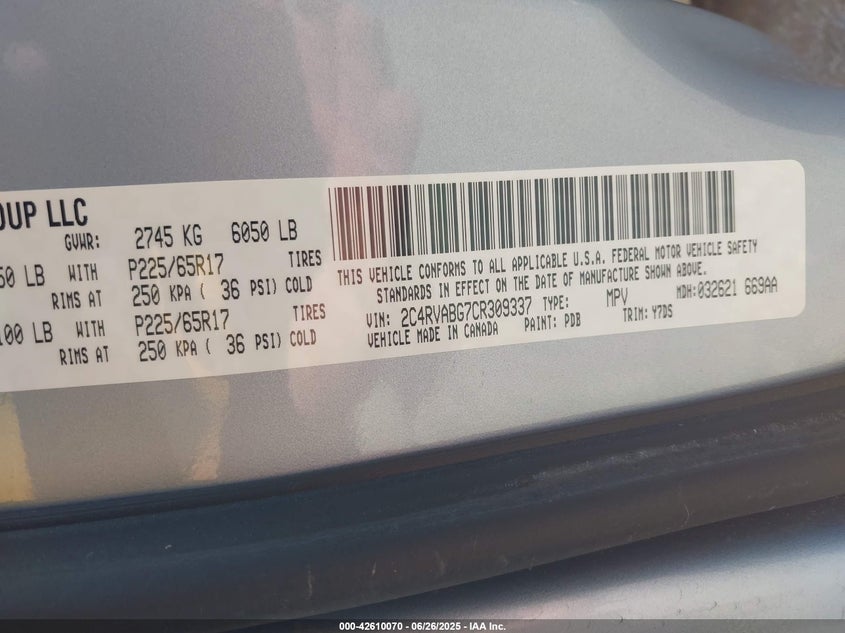 OUP LLC
GVWR: 2745 KG 6050 LB
50 LB WITH P225/65R17 TIRES
RIMS AT 250 KPA ( 36 PSI) COLD
100 LB WITH P225/65R17 TIRES
RIMS AT 250 KPA ( 36 PSI) COLD
THIS VEHICLE CONFORMS TO ALL APPLICABLE U.S.A. FEDERAL MOTOR VEHICLE SAFETY
STANDARDS IN EFFECT ON THE DATE OF MANUFACTURE SHOWN ABOVE.
VIN: 2C4RVABG7CR309337 TYPE: MPV MDH: 032621 669AA
VEHICLE MADE IN CANADA PAINT: PDB TRIM: Y7DS
000-42610070 - 06/26/2025 - IAA Inc.